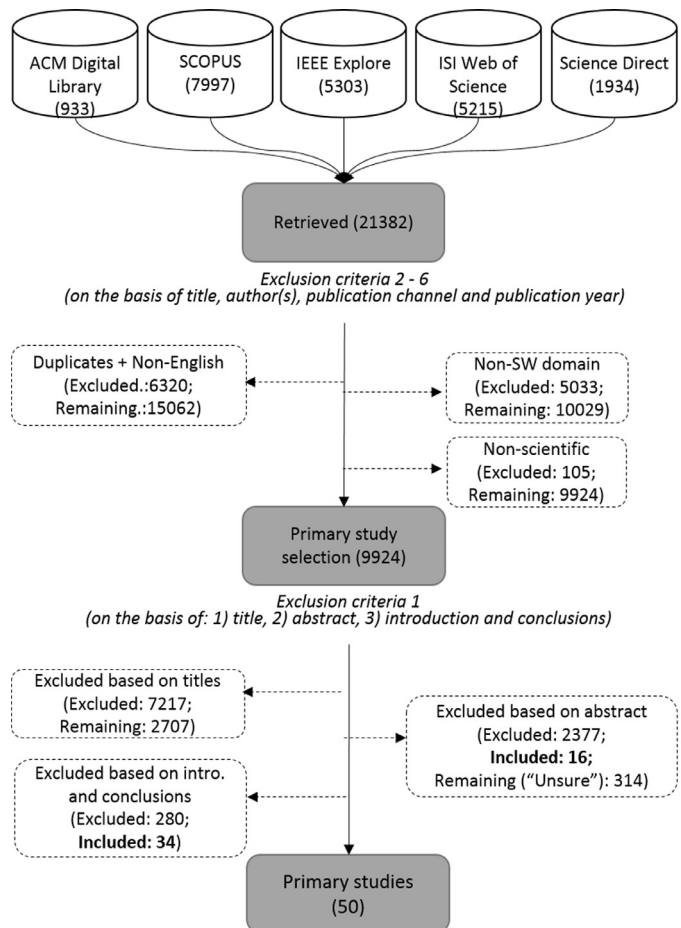 ACM Digital
Library
(933)
SCOPUS
(7997)
IEEE Explore
(5303)
ISI Web of
Science
(5215)
Science Direct
(1934)
Retrieved (21382)
Exclusion criteria 2 - 6
(on the basis of title, author(s), publication channel and publication year)
Duplicates + Non-English
(Excluded.:6320;
Remaining.:15062)
Non-SW domain
(Excluded: 5033;
Remaining: 10029)
Non-scientific
(Excluded: 105;
Remaining: 9924)
Primary study
selection (9924)
Exclusion criteria 1
(on the basis of: 1) title, 2) abstract, 3) introduction and conclusions)
Excluded based on titles
(Excluded: 7217;
Remaining: 2707)
Excluded based on abstract
(Excluded: 2377;
Included: 16;
Remaining ("Unsure"): 314)
Excluded based on intro.
and conclusions
(Excluded: 280;
Included: 34)
Primary studies
(50)